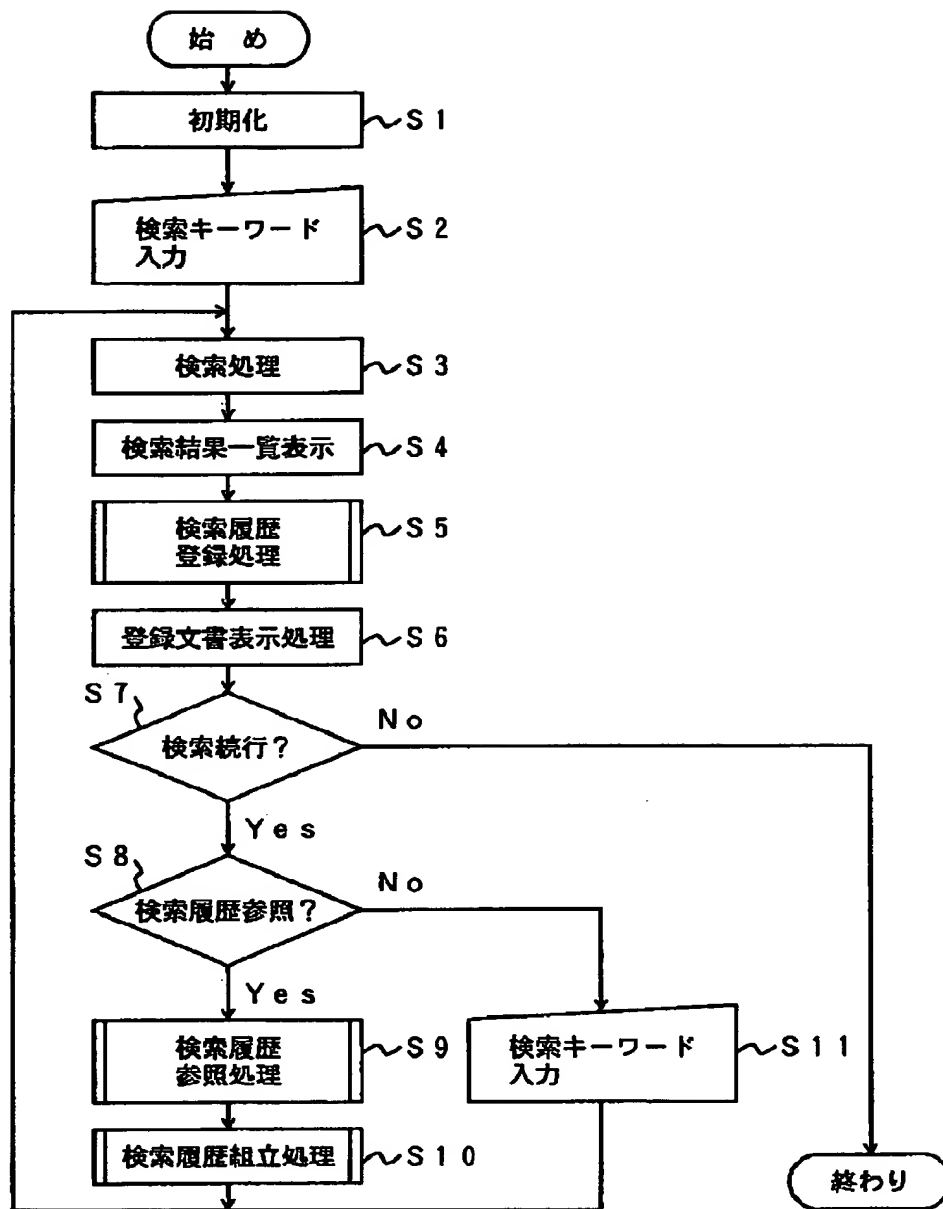 始 め
初期化
S1
検索キーワード
入力
S2
検索処理
S3
検索結果一覧表示
S4
検索履歴
登録処理
S5
登録文書表示処理
S6
S7
検索続行?
No
Yes
S8
検索履歴参照?
No
Yes
検索履歴
参照処理
S9
検索キーワード
入力
S11
検索履歴組立処理
S10
終わり